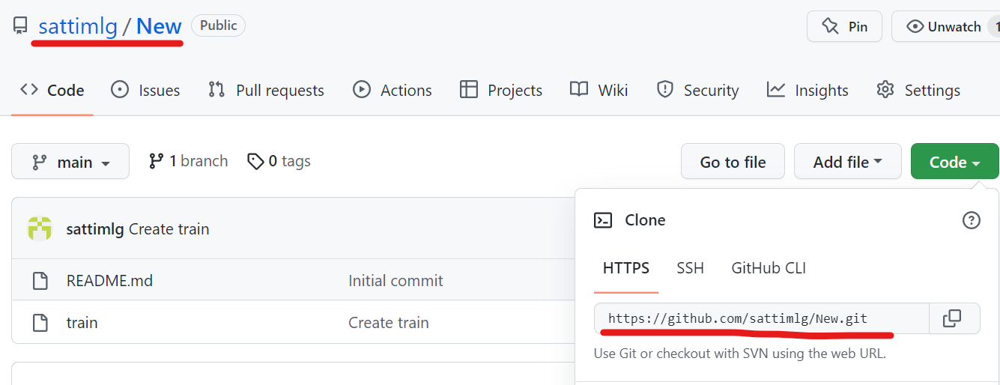 sattimlg / New Public Pin Unwatch 1
Code Issues Pull requests Actions Projects Wiki Security Insights Settings
main 1 branch 0 tags Go to file Add file Code
sattimlg Create train
README.md Initial commit
train Create train
Clone
HTTPS SSH GitHub CLI
https://github.com/sattimlg/New.git
Use Git or checkout with SVN using the web URL.